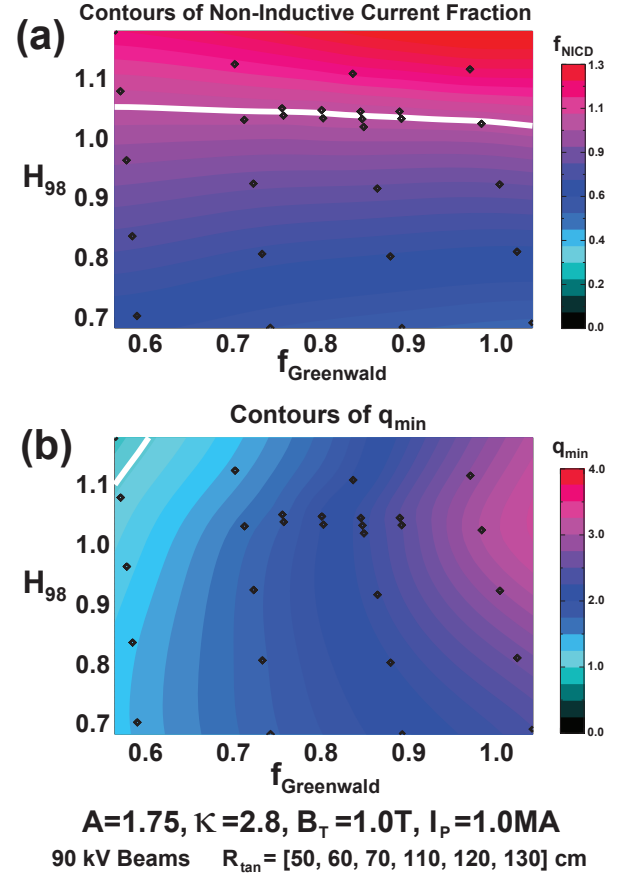 Contours of Non-Inductive Current Fraction
(a)
f_NICD
1.3
1.1
0.9
0.8
0.6
0.4
0.2
0.0
1.1
1.0
0.9
0.8
0.7
H98
0.6 0.7 0.8 0.9 1.0
f_Greenwald
Contours of q_min
(b)
q_min
4.0
3.0
2.0
1.0
0.0
1.1
1.0
0.9
0.8
0.7
H98
0.6 0.7 0.8 0.9 1.0
f_Greenwald
A=1.75, κ=2.8, B_T=1.0T, I_P=1.0MA
90 kV Beams R_tan = [50, 60, 70, 110, 120, 130] cm